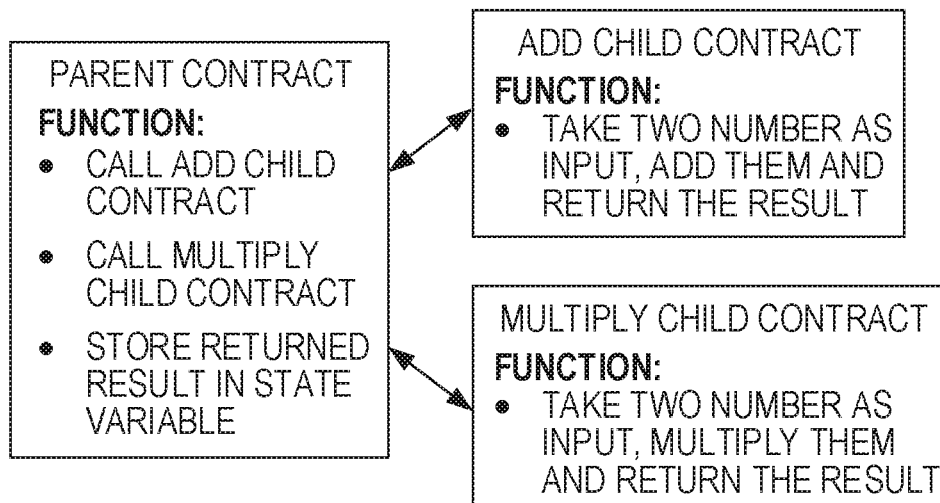 PARENT CONTRACT
FUNCTION:
• CALL ADD CHILD
CONTRACT
• CALL MULTIPLY
CHILD CONTRACT
• STORE RETURNED
RESULT IN STATE
VARIABLE
ADD CHILD CONTRACT
FUNCTION:
• TAKE TWO NUMBER AS
INPUT, ADD THEM AND
RETURN THE RESULT
MULTIPLY CHILD CONTRACT
FUNCTION:
• TAKE TWO NUMBER AS
INPUT, MULTIPLY THEM
AND RETURN THE RESULT